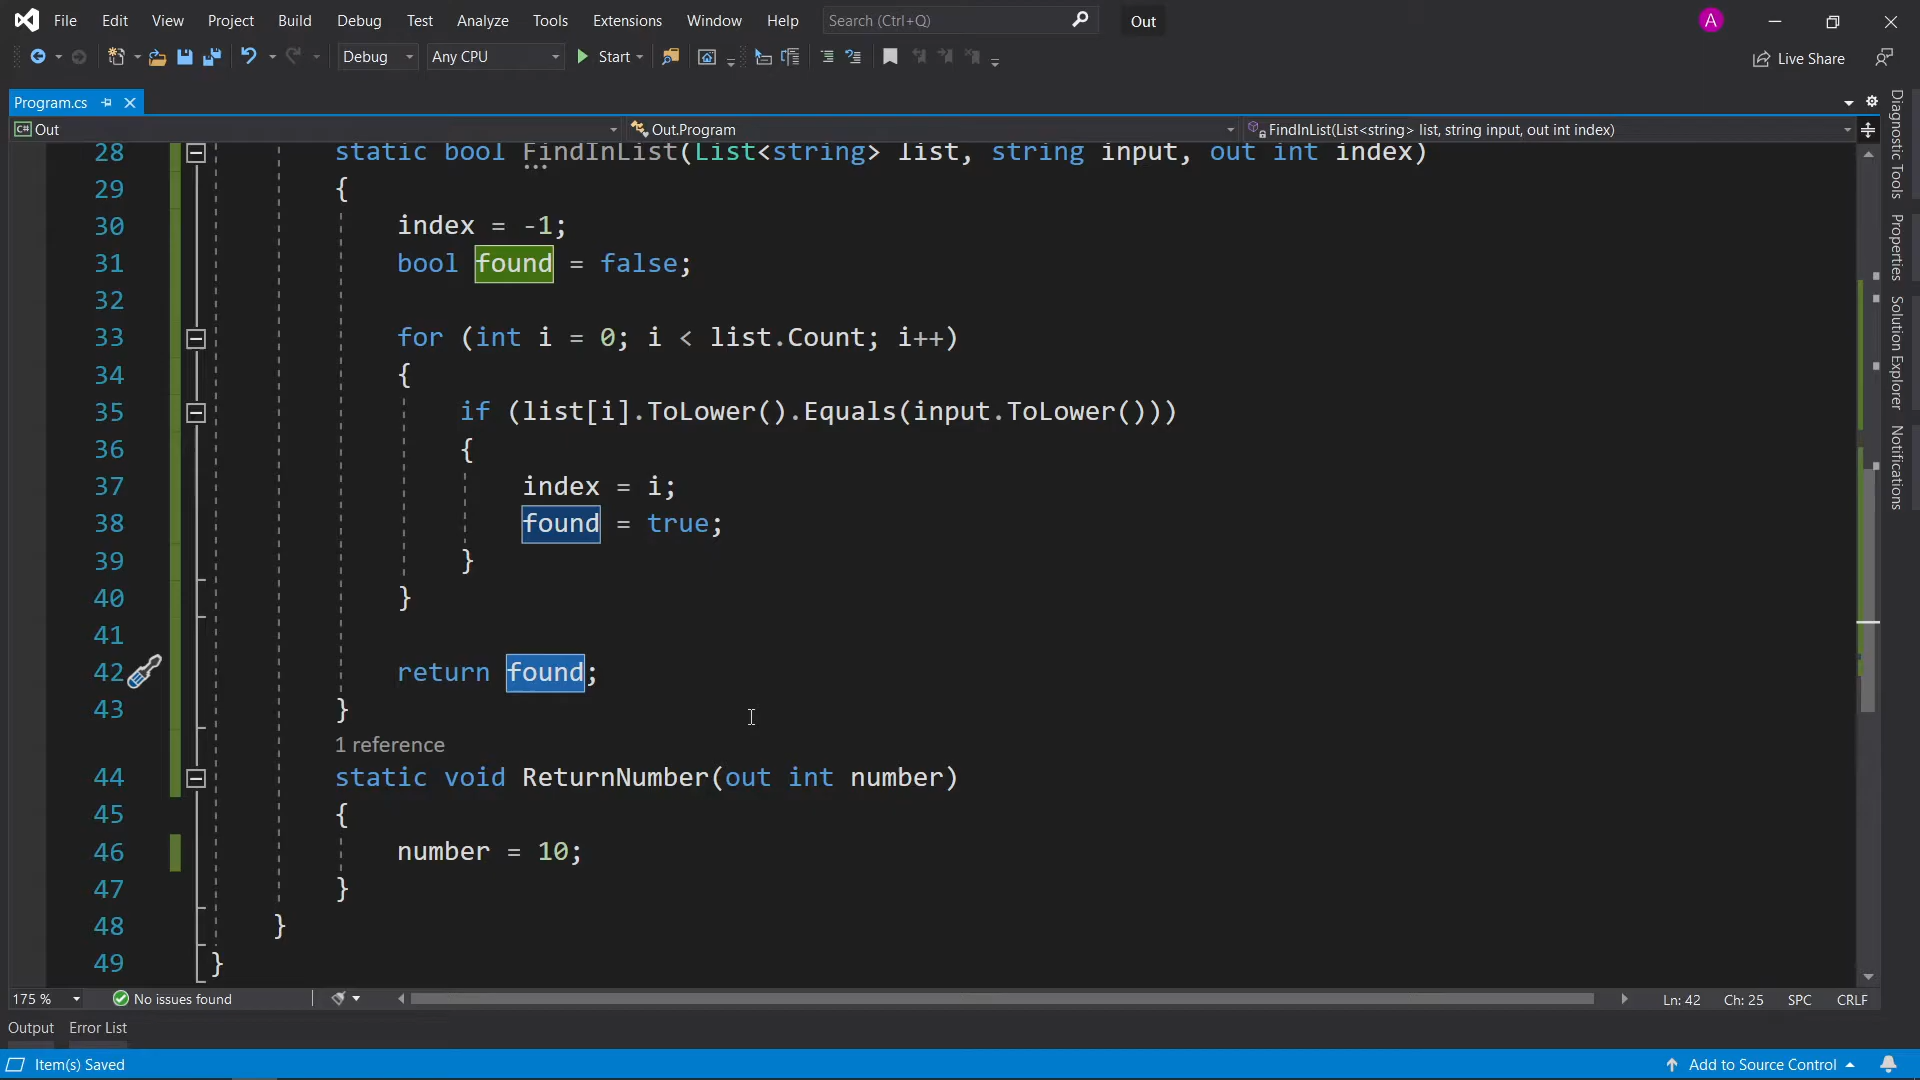 File Edit View Project Build Debug Test Analyze Tools Extensions Window Help Search (Ctrl+Q) Out A
Debug Any CPU Start Live Share
Program.cs
C# Out Out.Program FindInList(List<string> list, string input, out int index)
28 static bool FindInList(List<string> list, string input, out int index)
29 {
30 index = -1;
31 bool found = false;
32
33 for (int i = 0; i < list.Count; i++)
34 {
35 if (list[i].ToLower().Equals(input.ToLower()))
36 {
37 index = i;
38 found = true;
39 }
40 }
41
42 return found;
43 }
1 reference
44 static void ReturnNumber(out int number)
45 {
46 number = 10;
47 }
48 }
49 }
Diagnostic Tools
Properties
Solution Explorer
Notifications
175 % No issues found Ln: 42 Ch: 25 SPC CRLF
Output Error List
Item(s) Saved Add to Source Control